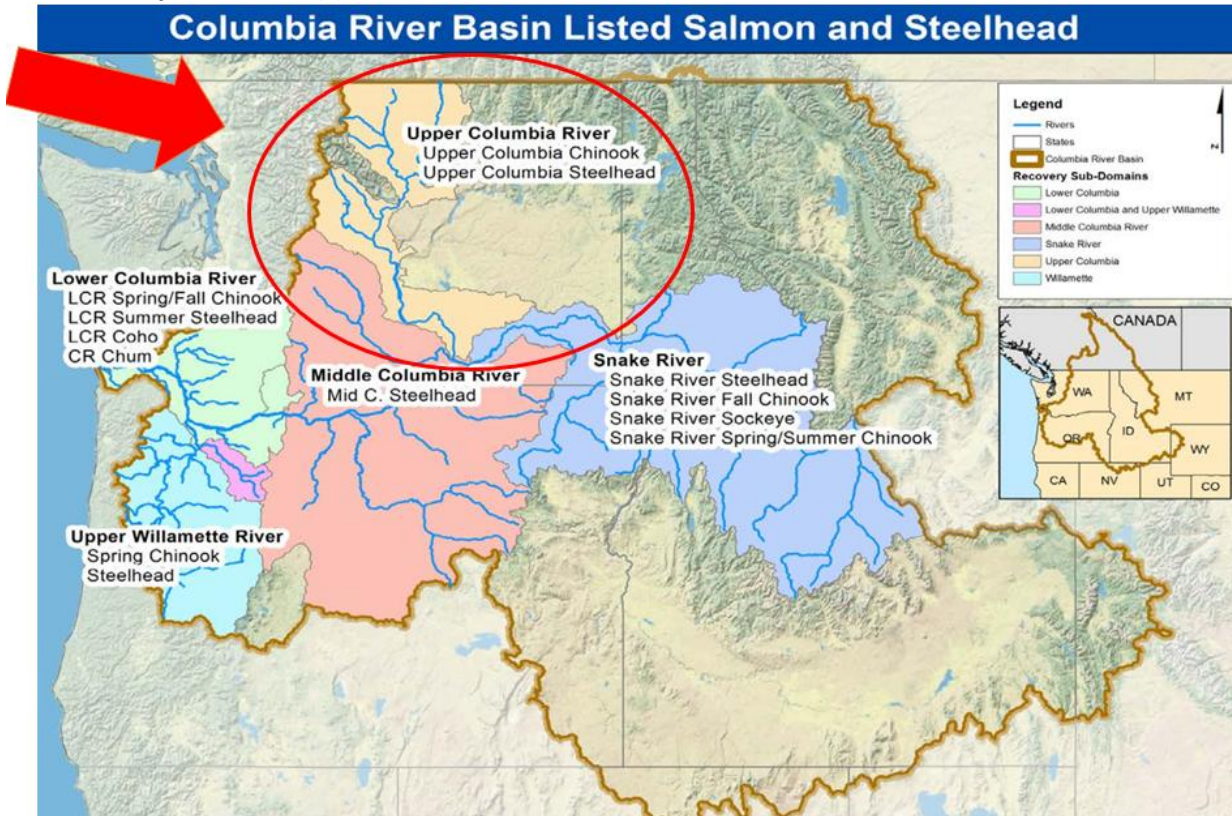 Columbia River Basin Listed Salmon and Steelhead
Upper Columbia River
Upper Columbia Chinook
Upper Columbia Steelhead
Legend
Rivers
States
Columbia River Basin
Recovery Sub-Domains
Lower Columbia
Lower Columbia and Upper Willamette
Middle Columbia River
Snake River
Upper Columbia
Willamette
N
Lower Columbia River
LCR Spring/Fall Chinook
LCR Summer Steelhead
LCR Coho
CR Chum
Middle Columbia River
Mid C. Steelhead
Snake River
Snake River Steelhead
Snake River Fall Chinook
Snake River Sockeye
Snake River Spring/Summer Chinook
CANADA
WA
MT
OR
ID
WY
CA
NV
UT
CO
Upper Willamette River
Spring Chinook
Steelhead